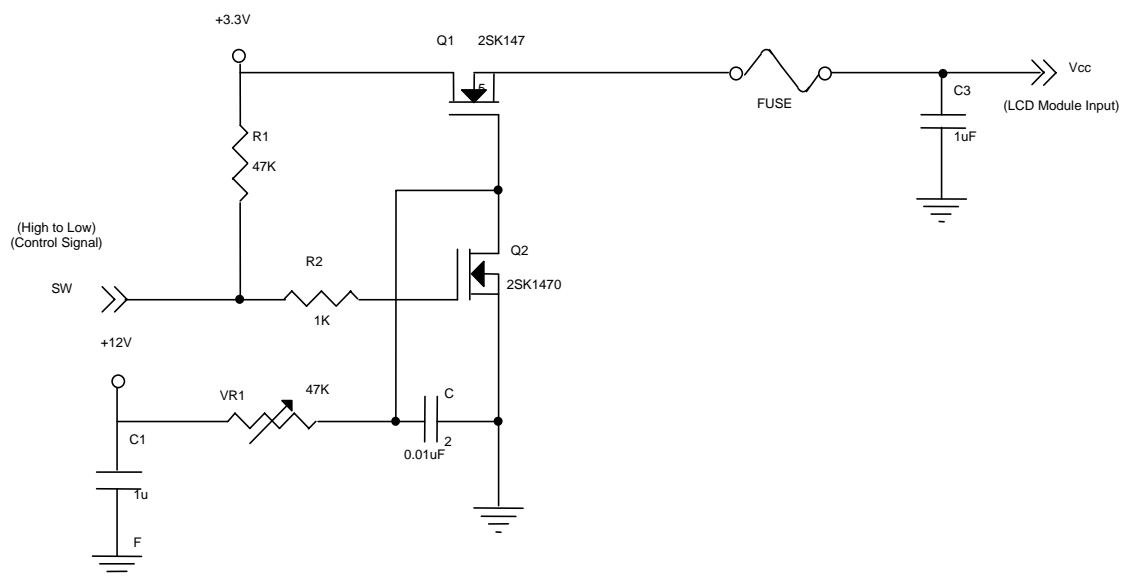 +3.3V
Q1 2SK147
5
FUSE
Vcc
(LCD Module Input)
C3
1uF
R1
47K
(High to Low)
(Control Signal)
SW
R2
1K
Q2
2SK1470
+12V
VR1
47K
C
2
0.01uF
C1
1u
F